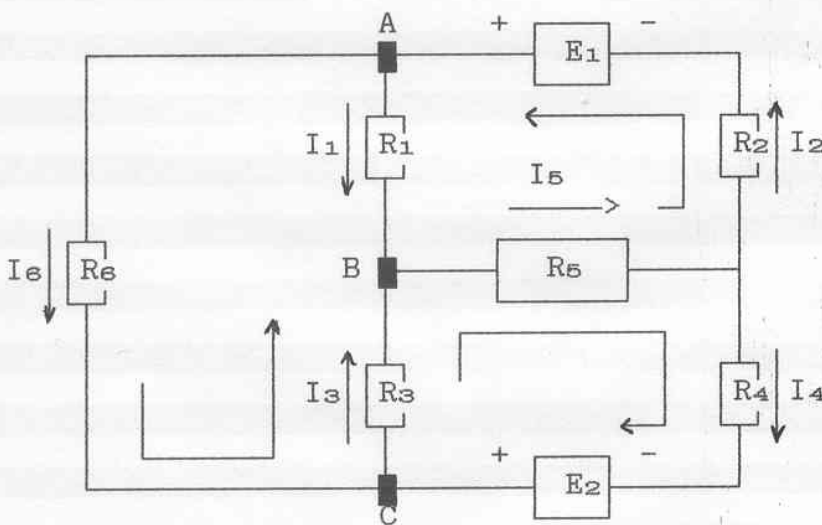 A
+ E1 -
I1 R1 R2 I2
I5
I6 R6 B R5
I3 R3 R4 I4
+ E2 -
C